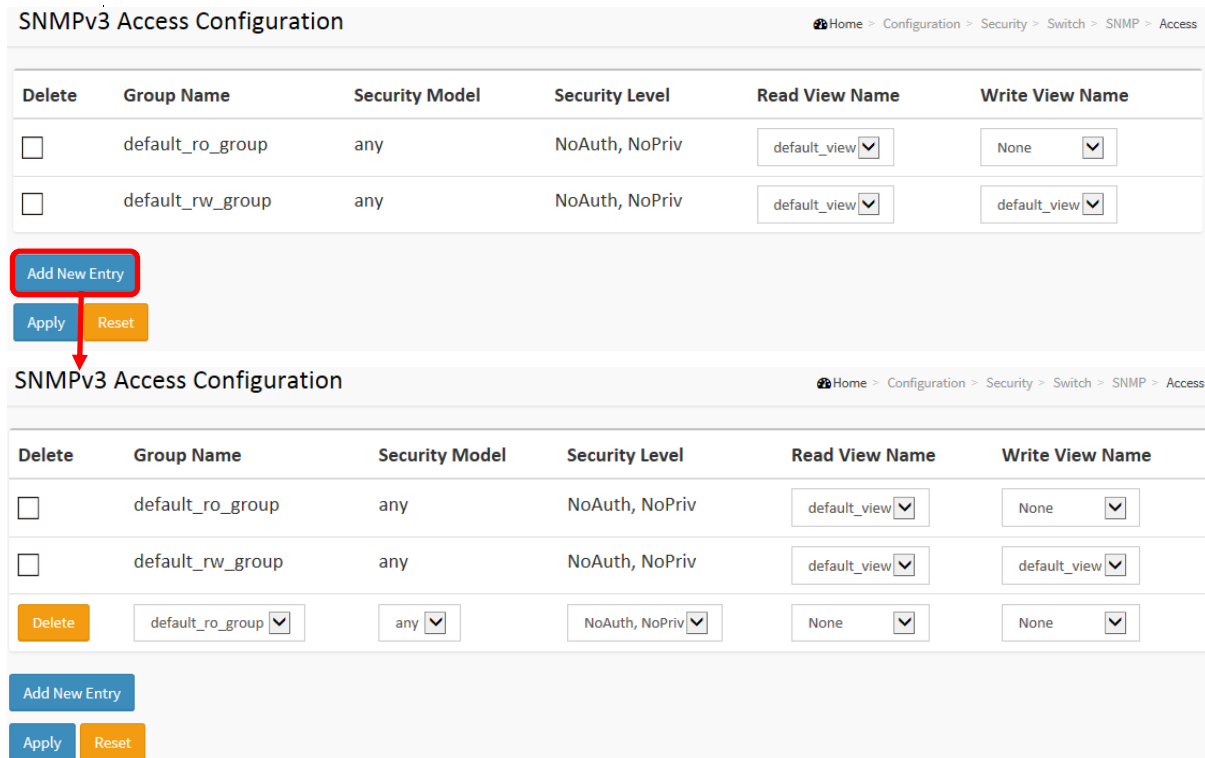 SNMPv3 Access Configuration
Home > Configuration > Security > Switch > SNMP > Access
Delete Group Name Security Model Security Level Read View Name Write View Name
default_ro_group any NoAuth, NoPriv default_view None
default_rw_group any NoAuth, NoPriv default_view default_view
Add New Entry
Apply Reset
SNMPv3 Access Configuration
Home > Configuration > Security > Switch > SNMP > Access
Delete Group Name Security Model Security Level Read View Name Write View Name
default_ro_group any NoAuth, NoPriv default_view None
default_rw_group any NoAuth, NoPriv default_view default_view
Delete default_ro_group any NoAuth, NoPriv None None
Add New Entry
Apply Reset